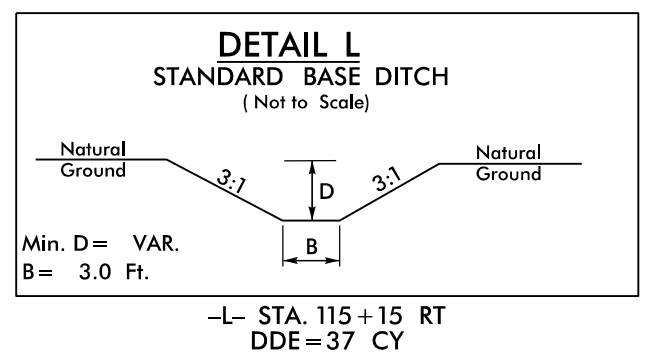 DETAIL L
STANDARD BASE DITCH
( Not to Scale)
Natural
Ground
3:1
D
3:1
Natural
Ground
B
Min. D= VAR.
B= 3.0 Ft.
-L- STA. 115+15 RT
DDE=37 CY